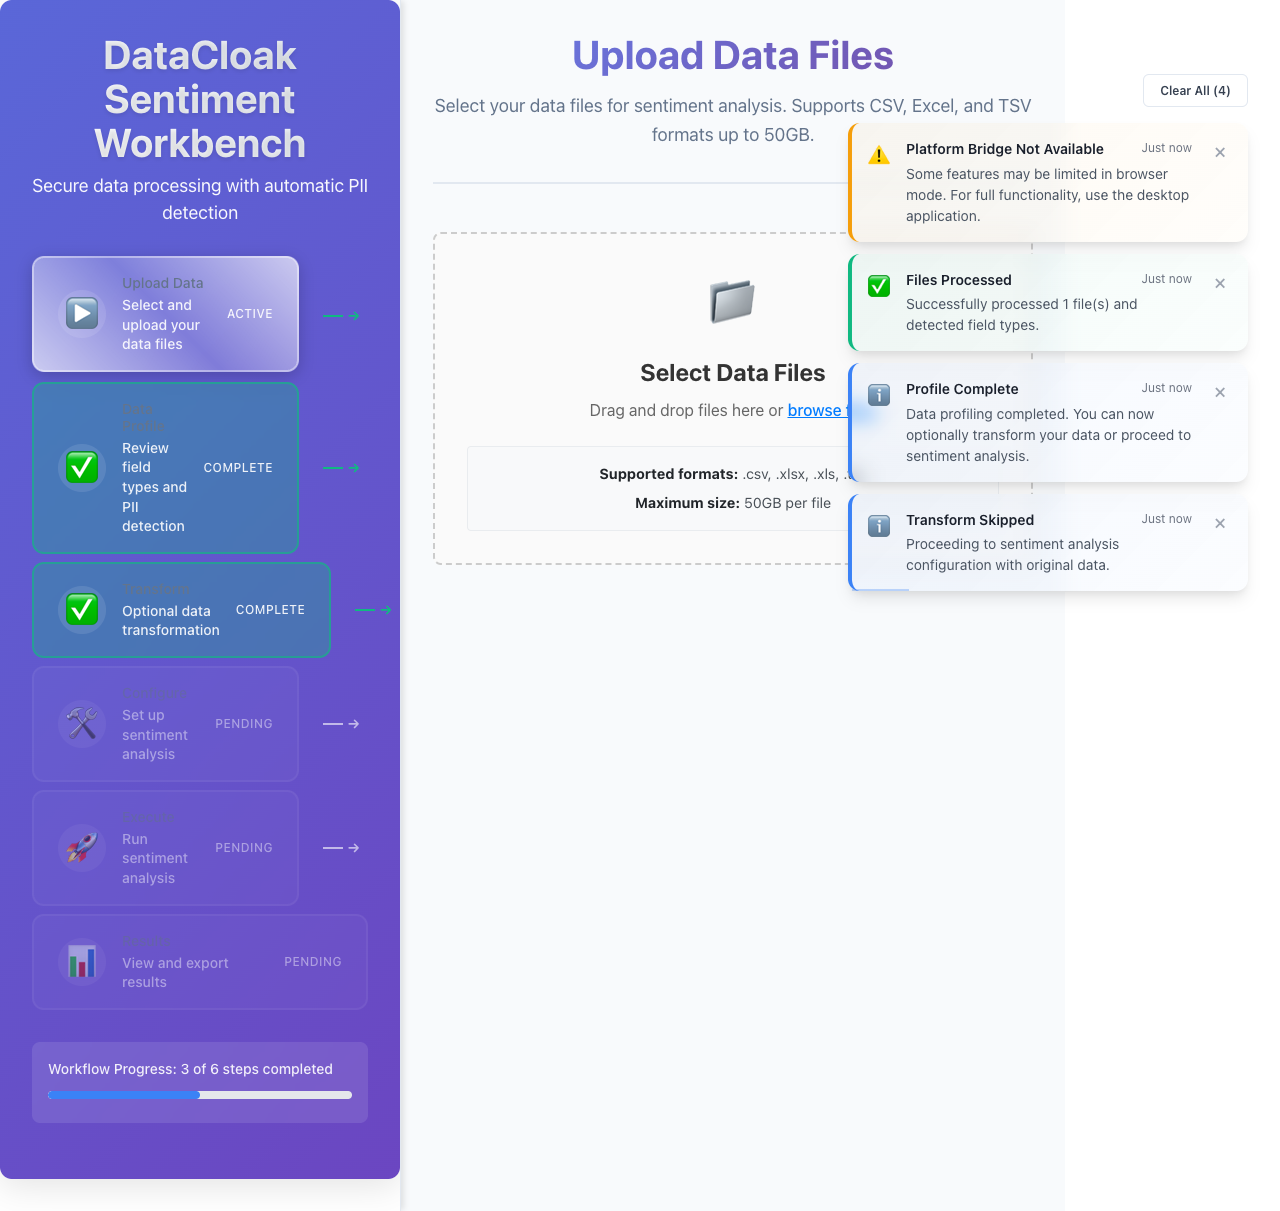 DataCloak
Sentiment
Workbench
Secure data processing with automatic PII
detection
Upload Data
Select and
upload your
data files
ACTIVE
Data
Profile
Review
field
types and
PII
detection
COMPLETE
Transform
Optional data
transformation
COMPLETE
Set up
sentiment
analysis
PENDING
Run
sentiment
analysis
PENDING
View and export
results
PENDING
Workflow Progress: 3 of 6 steps completed
Upload Data Files
Select your data files for sentiment analysis. Supports CSV, Excel, and TSV
formats up to 50GB.
Select Data Files
Drag and drop files here or browse
Supported formats: .csv, .xlsx, .xls,
Maximum size: 50GB per file
Clear All (4)
Platform Bridge Not Available
Just now
Some features may be limited in browser
mode. For full functionality, use the desktop
application.
Files Processed
Just now
Successfully processed 1 file(s) and
detected field types.
Profile Complete
Just now
Data profiling completed. You can now
optionally transform your data or proceed to
sentiment analysis.
Transform Skipped
Just now
Proceeding to sentiment analysis
configuration with original data.